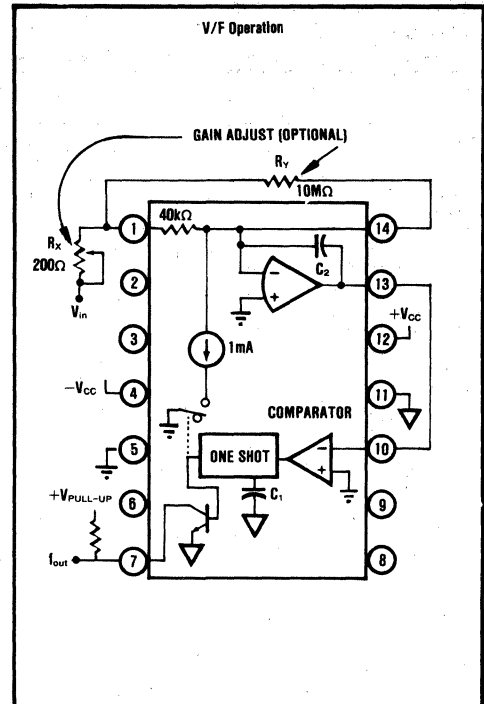 V/F Operation
GAIN ADJUST (OPTIONAL)
RY
10MΩ
1
40kΩ
14
RX
200Ω
C2
Vin
2
13
+VCC
3
1mA
12
-VCC
4
11
COMPARATOR
5
ONE SHOT
10
+VPULL-UP
C1
6
9
fout
7
8